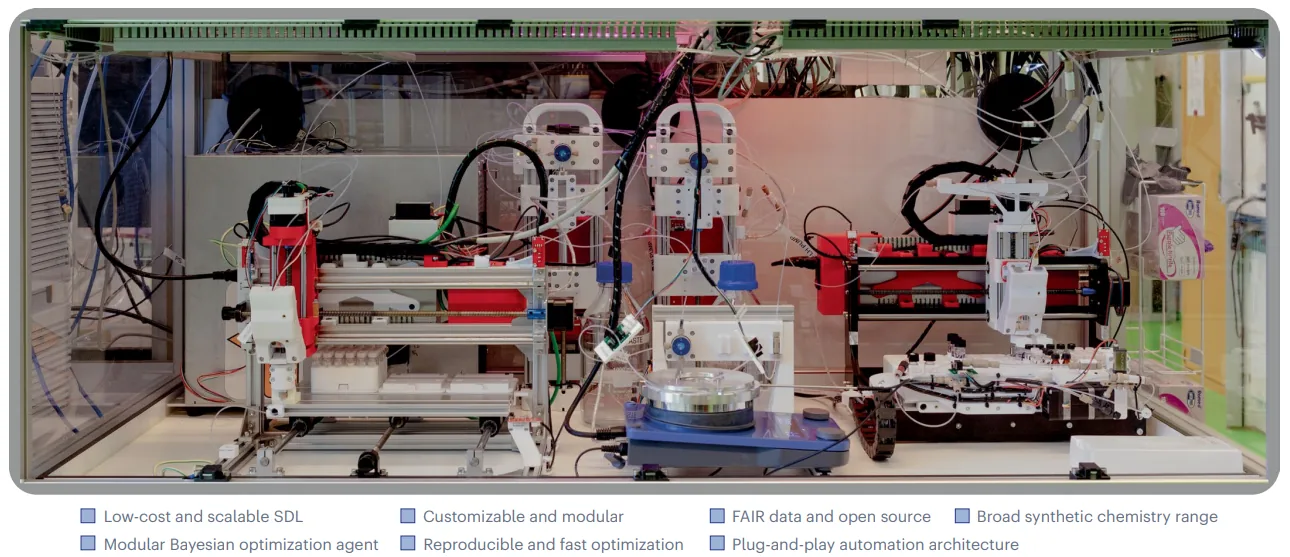 WASTE
Low-cost and scalable SDL
Customizable and modular
FAIR data and open source
Broad synthetic chemistry range
Modular Bayesian optimization agent
Reproducible and fast optimization
Plug-and-play automation architecture